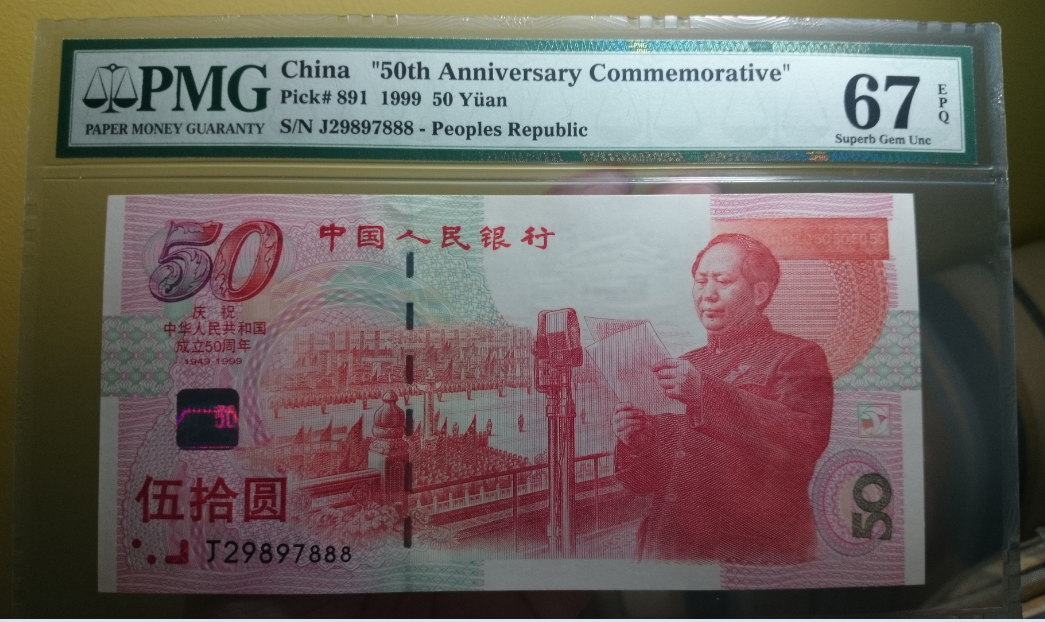 PMG
PAPER MONEY GUARANTY
China "50th Anniversary Commemorative"
Pick# 891 1999 50 Yüan
S/N J29897888 - Peoples Republic
67
EPQ
Superb Gem Unc
50
中国人民银行
庆祝
中华人民共和国
成立50周年
1949-1999
50
伍拾圆
J29897888
50